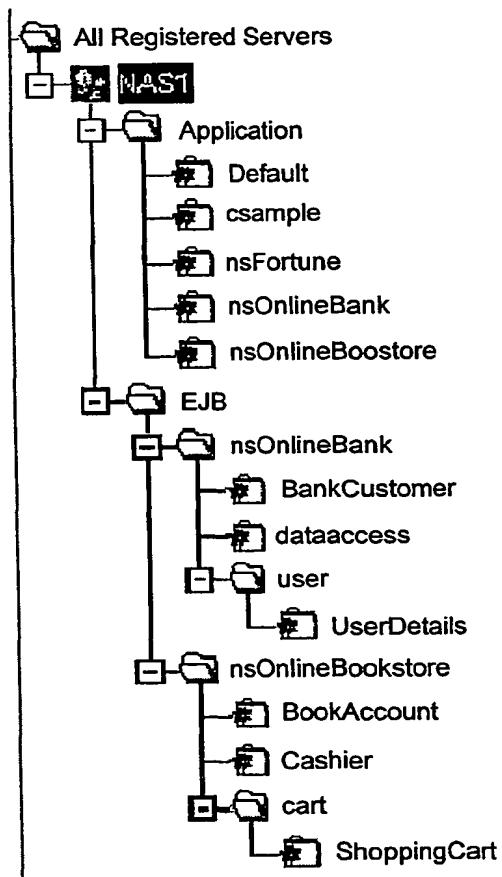 All Registered Servers
NAS1
Application
Default
csample
nsFortune
nsOnlineBank
nsOnlineBoostore
EJB
nsOnlineBank
BankCustomer
dataaccess
user
UserDetails
nsOnlineBookstore
BookAccount
Cashier
cart
ShoppingCart